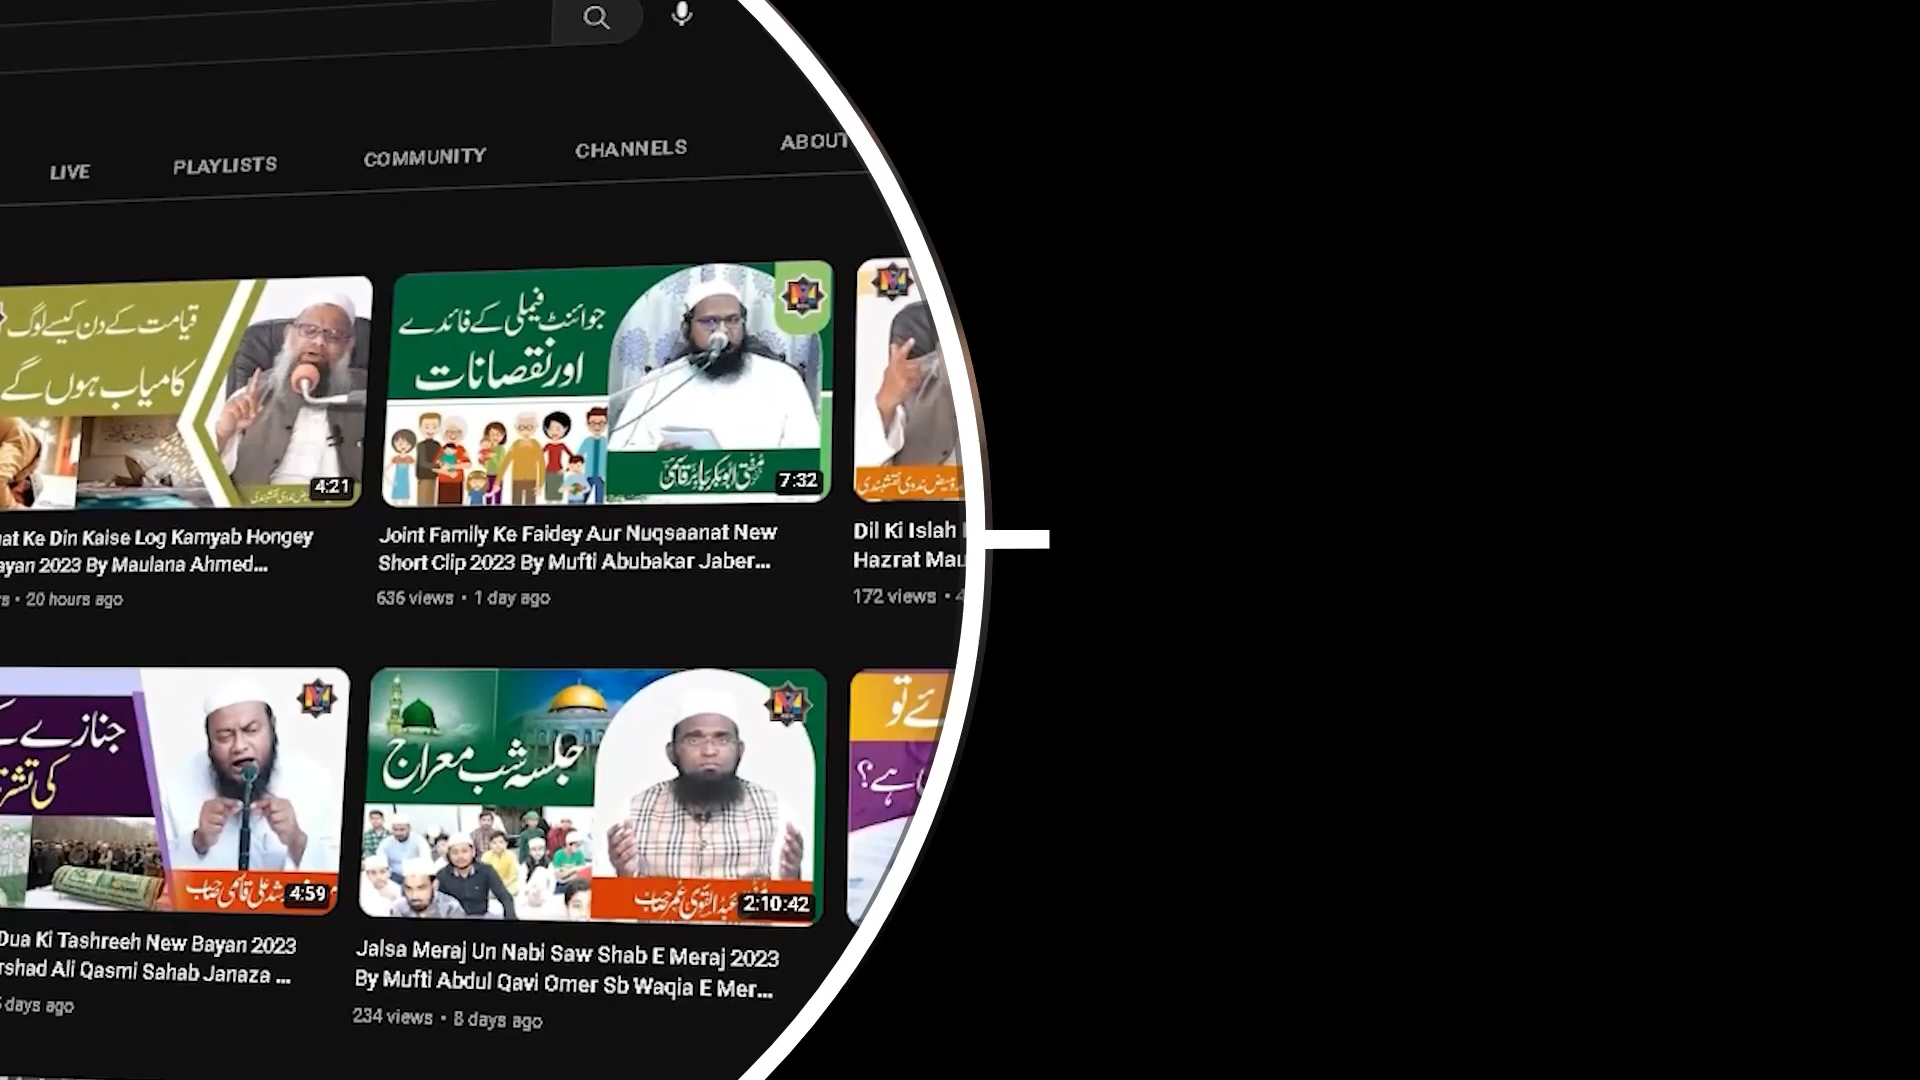 LIVE PLAYLISTS COMMUNITY CHANNELS ABOUT
قیامت کے دن کیسے لوگ
کامیاب ہوں گے
4:21
at Ke Din Kaise Log Kamyab Hongey
ayan 2023 By Maulana Ahmed...
20 hours ago
جوائنٹ فیملی کے فائدے
اور نقصانات
7:32
Joint Family Ke Faidey Aur Nuqsaanat New
Short Clip 2023 By Mufti Abubakar Jaber...
636 views • 1 day ago
Dil Ki Islah
Hazrat Mau
172 views •
جنازے
کی
4:59
Dua Ki Tashreeh New Bayan 2023
rshad Ali Qasmi Sahab Janaza ...
days ago
جلسہ شب معراج
2:10:42
Jalsa Meraj Un Nabi Saw Shab E Meraj 2023
By Mufti Abdul Qavi Omer Sb Waqia E Mer...
234 views • 8 days ago
ئے تو
ہے؟